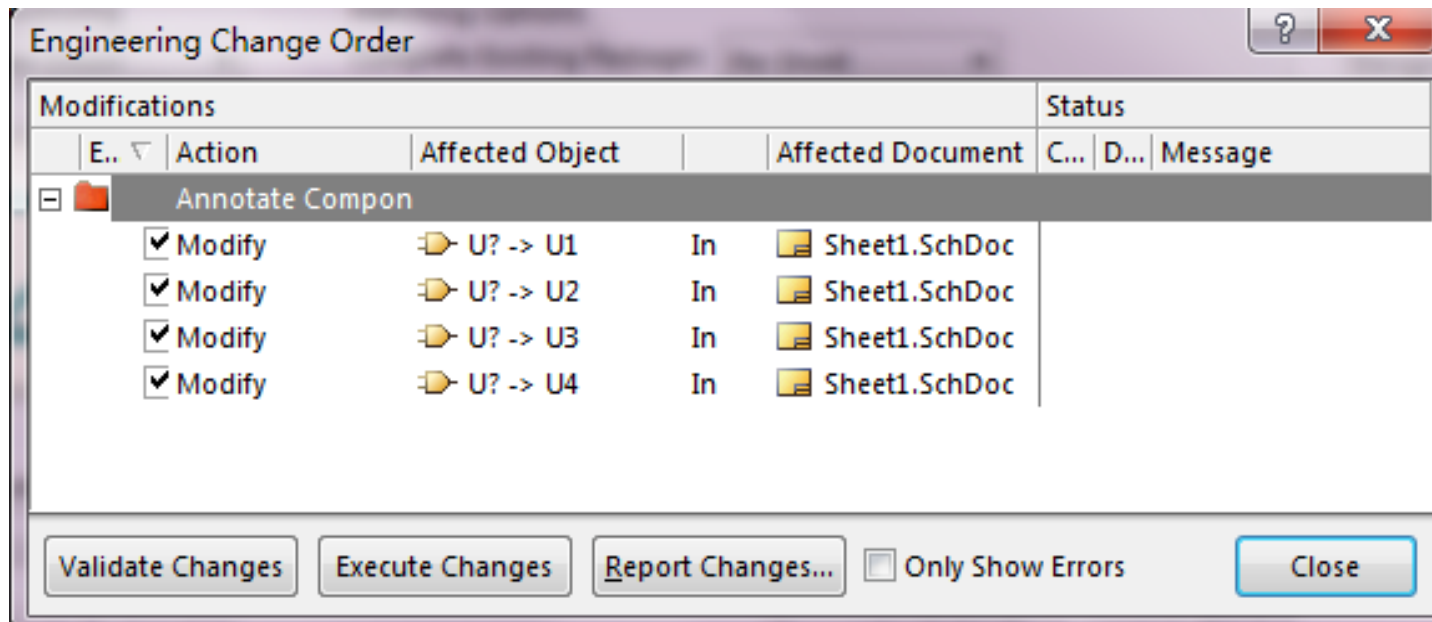 Engineering Change Order
Modifications Status
E.. Action Affected Object Affected Document C... D... Message
Annotate Compon
Modify U? -> U1 In Sheet1.SchDoc
Modify U? -> U2 In Sheet1.SchDoc
Modify U? -> U3 In Sheet1.SchDoc
Modify U? -> U4 In Sheet1.SchDoc
Validate Changes Execute Changes Report Changes... Only Show Errors Close